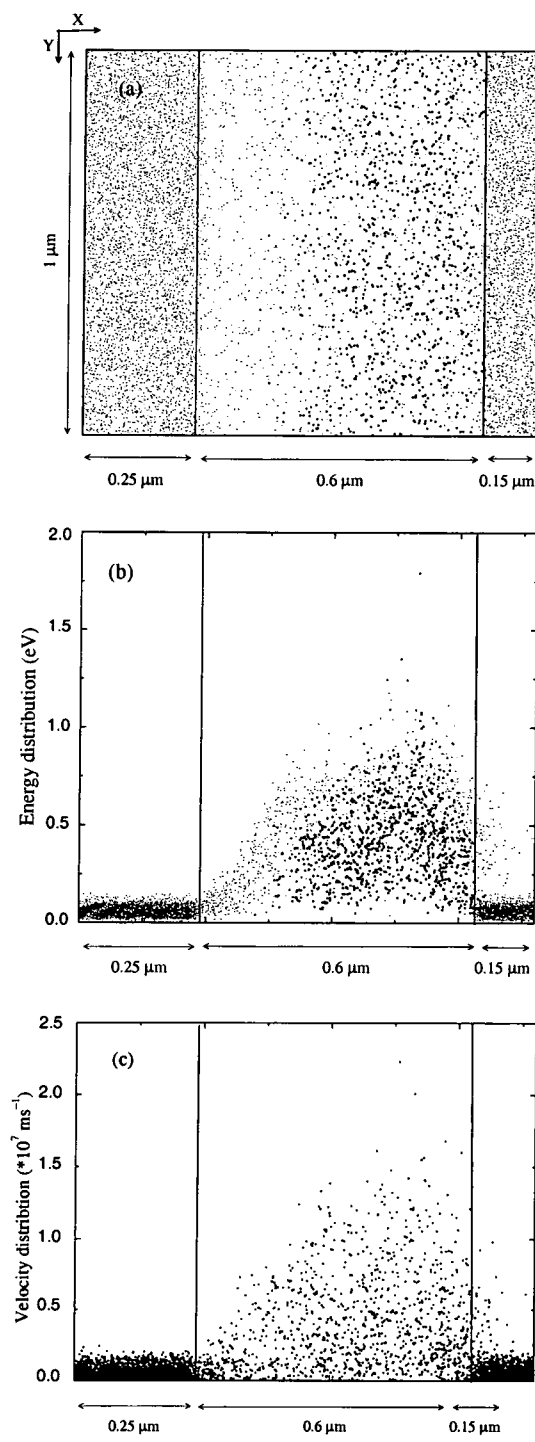 X
Y
(a)
1 µm
0.25 µm
0.6 µm
0.15 µm
2.0
(b)
1.5
Energy distribution (eV)
1.0
0.5
0.0
0.25 µm
0.6 µm
0.15 µm
2.5
(c)
2.0
Velocity distribtion (*10⁷ ms⁻¹)
1.5
1.0
0.5
0.0
0.25 µm
0.6 µm
0.15 µm